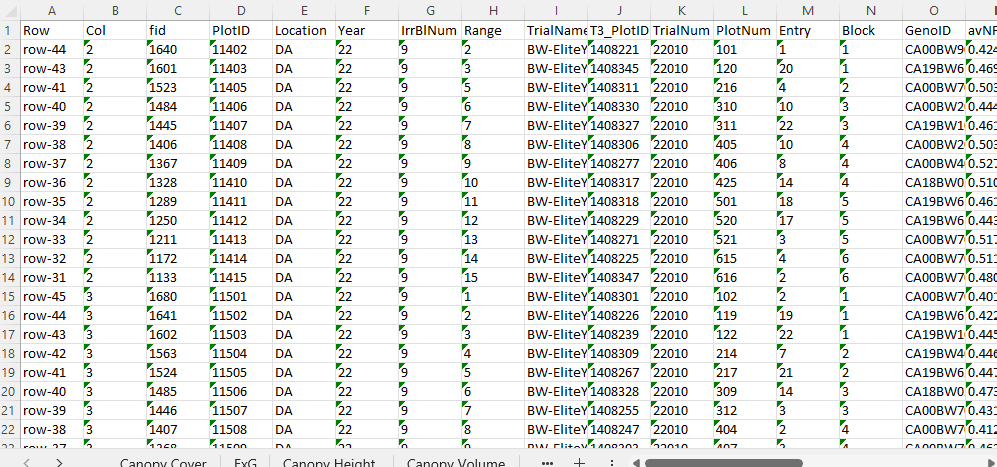 A B C D E F G H I J K L M N O
1 Row Col fid PlotID Location Year IrrBlNum Range TrialName T3_PlotID TrialNum PlotNum Entry Block GenoID avNF
2 row-44 2 1640 11402 DA 22 9 2 BW-EliteY 1408221 22010 101 1 1 CA00BW9 0.424
3 row-43 2 1601 11403 DA 22 9 3 BW-EliteY 1408345 22010 120 20 1 CA19BW6 0.469
4 row-41 2 1523 11405 DA 22 9 5 BW-EliteY 1408311 22010 216 4 2 CA00BW7 0.503
5 row-40 2 1484 11406 DA 22 9 6 BW-EliteY 1408330 22010 310 10 3 CA00BW2 0.444
6 row-39 2 1445 11407 DA 22 9 7 BW-EliteY 1408327 22010 311 22 3 CA19BW1 0.461
7 row-38 2 1406 11408 DA 22 9 8 BW-EliteY 1408306 22010 405 10 4 CA00BW2 0.503
8 row-37 2 1367 11409 DA 22 9 9 BW-EliteY 1408277 22010 406 8 4 CA00BW4 0.527
9 row-36 2 1328 11410 DA 22 9 10 BW-EliteY 1408317 22010 425 14 4 CA18BW0 0.510
10 row-35 2 1289 11411 DA 22 9 11 BW-EliteY 1408318 22010 501 18 5 CA19BW6 0.461
11 row-34 2 1250 11412 DA 22 9 12 BW-EliteY 1408229 22010 520 17 5 CA19BW6 0.443
12 row-33 2 1211 11413 DA 22 9 13 BW-EliteY 1408271 22010 521 3 5 CA00BW7 0.517
13 row-32 2 1172 11414 DA 22 9 14 BW-EliteY 1408225 22010 615 4 6 CA00BW7 0.511
14 row-31 2 1133 11415 DA 22 9 15 BW-EliteY 1408347 22010 616 2 6 CA00BW7 0.480
15 row-45 3 1680 11501 DA 22 9 1 BW-EliteY 1408301 22010 102 2 1 CA00BW7 0.401
16 row-44 3 1641 11502 DA 22 9 2 BW-EliteY 1408226 22010 119 19 1 CA19BW6 0.422
17 row-43 3 1602 11503 DA 22 9 3 BW-EliteY 1408239 22010 122 22 1 CA19BW1 0.445
18 row-42 3 1563 11504 DA 22 9 4 BW-EliteY 1408309 22010 214 7 2 CA19BW4 0.446
19 row-41 3 1524 11505 DA 22 9 5 BW-EliteY 1408267 22010 217 21 2 CA19BW6 0.447
20 row-40 3 1485 11506 DA 22 9 6 BW-EliteY 1408328 22010 309 14 3 CA18BW0 0.473
21 row-39 3 1446 11507 DA 22 9 7 BW-EliteY 1408255 22010 312 3 3 CA00BW7 0.431
22 row-38 3 1407 11508 DA 22 9 8 BW-EliteY 1408247 22010 404 2 4 CA00BW7 0.412
Canopy Cover ExG Canopy Height Canopy Volume